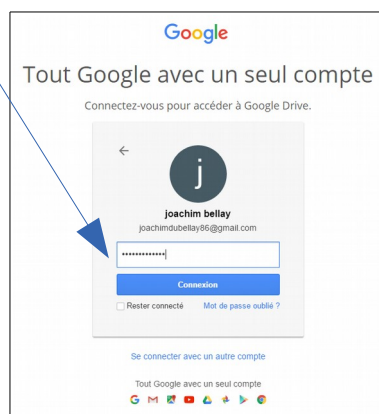 Google
Tout Google avec un seul compte
Connectez-vous pour accéder à Google Drive.
j
joachim bellay
joachimdubellay86@gmail.com
•••••••••••••
Connexion
Rester connecté Mot de passe oublié ?
Se connecter avec un autre compte
Tout Google avec un seul compte